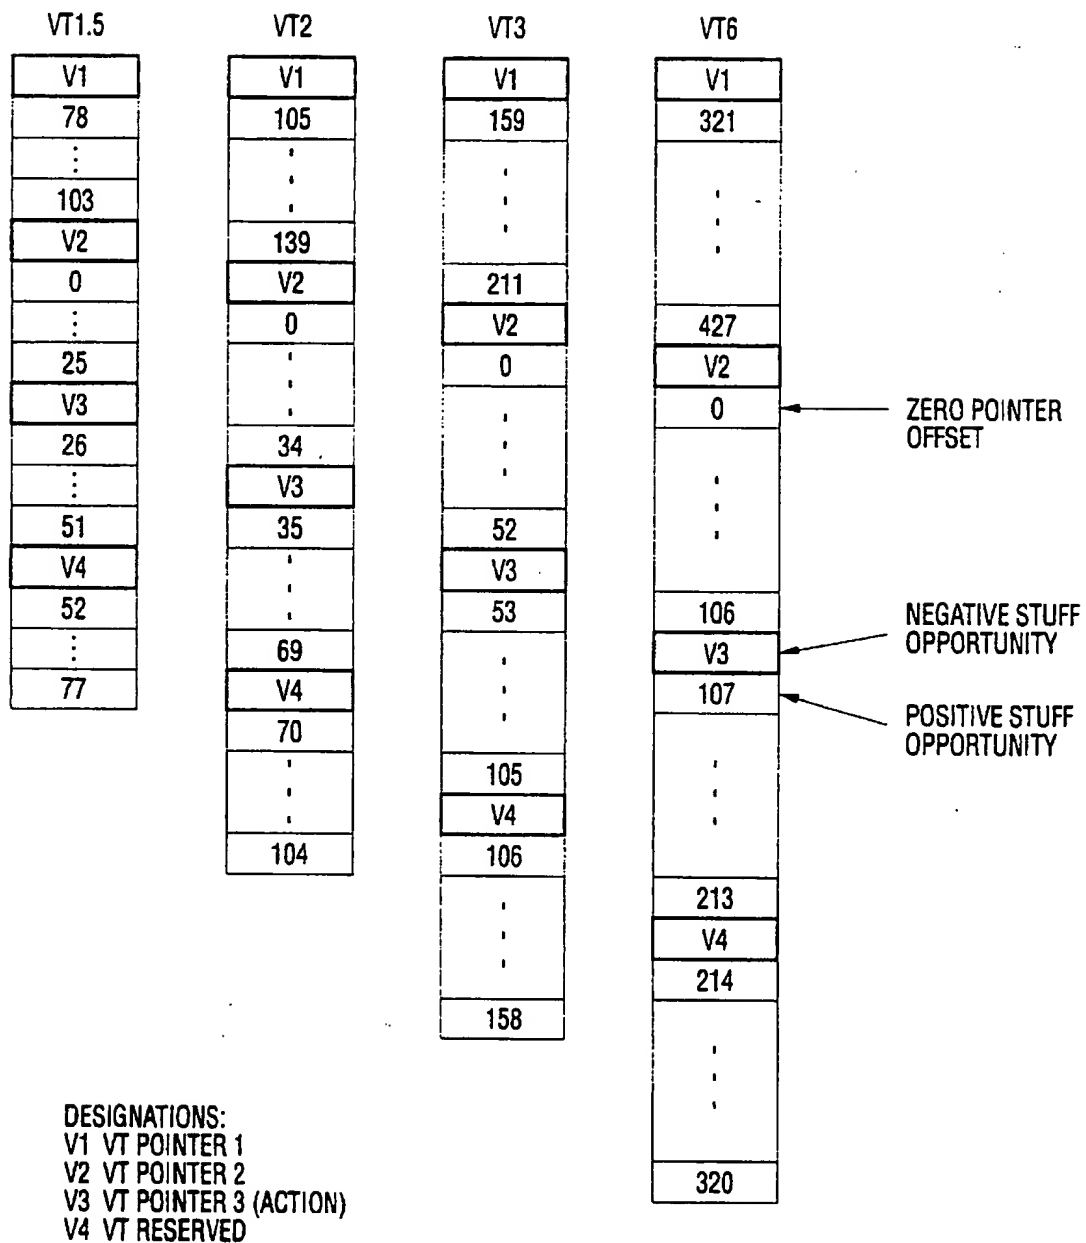 VT1.5
V1
78
103
V2
0
25
V3
26
51
V4
52
77
VT2
V1
105
139
V2
0
34
V3
35
69
V4
70
104
VT3
V1
159
211
V2
0
52
V3
53
105
V4
106
158
VT6
V1
321
427
V2
0
106
V3
107
213
V4
214
320
ZERO POINTER
OFFSET
NEGATIVE STUFF
OPPORTUNITY
POSITIVE STUFF
OPPORTUNITY
DESIGNATIONS:
V1 VT POINTER 1
V2 VT POINTER 2
V3 VT POINTER 3 (ACTION)
V4 VT RESERVED